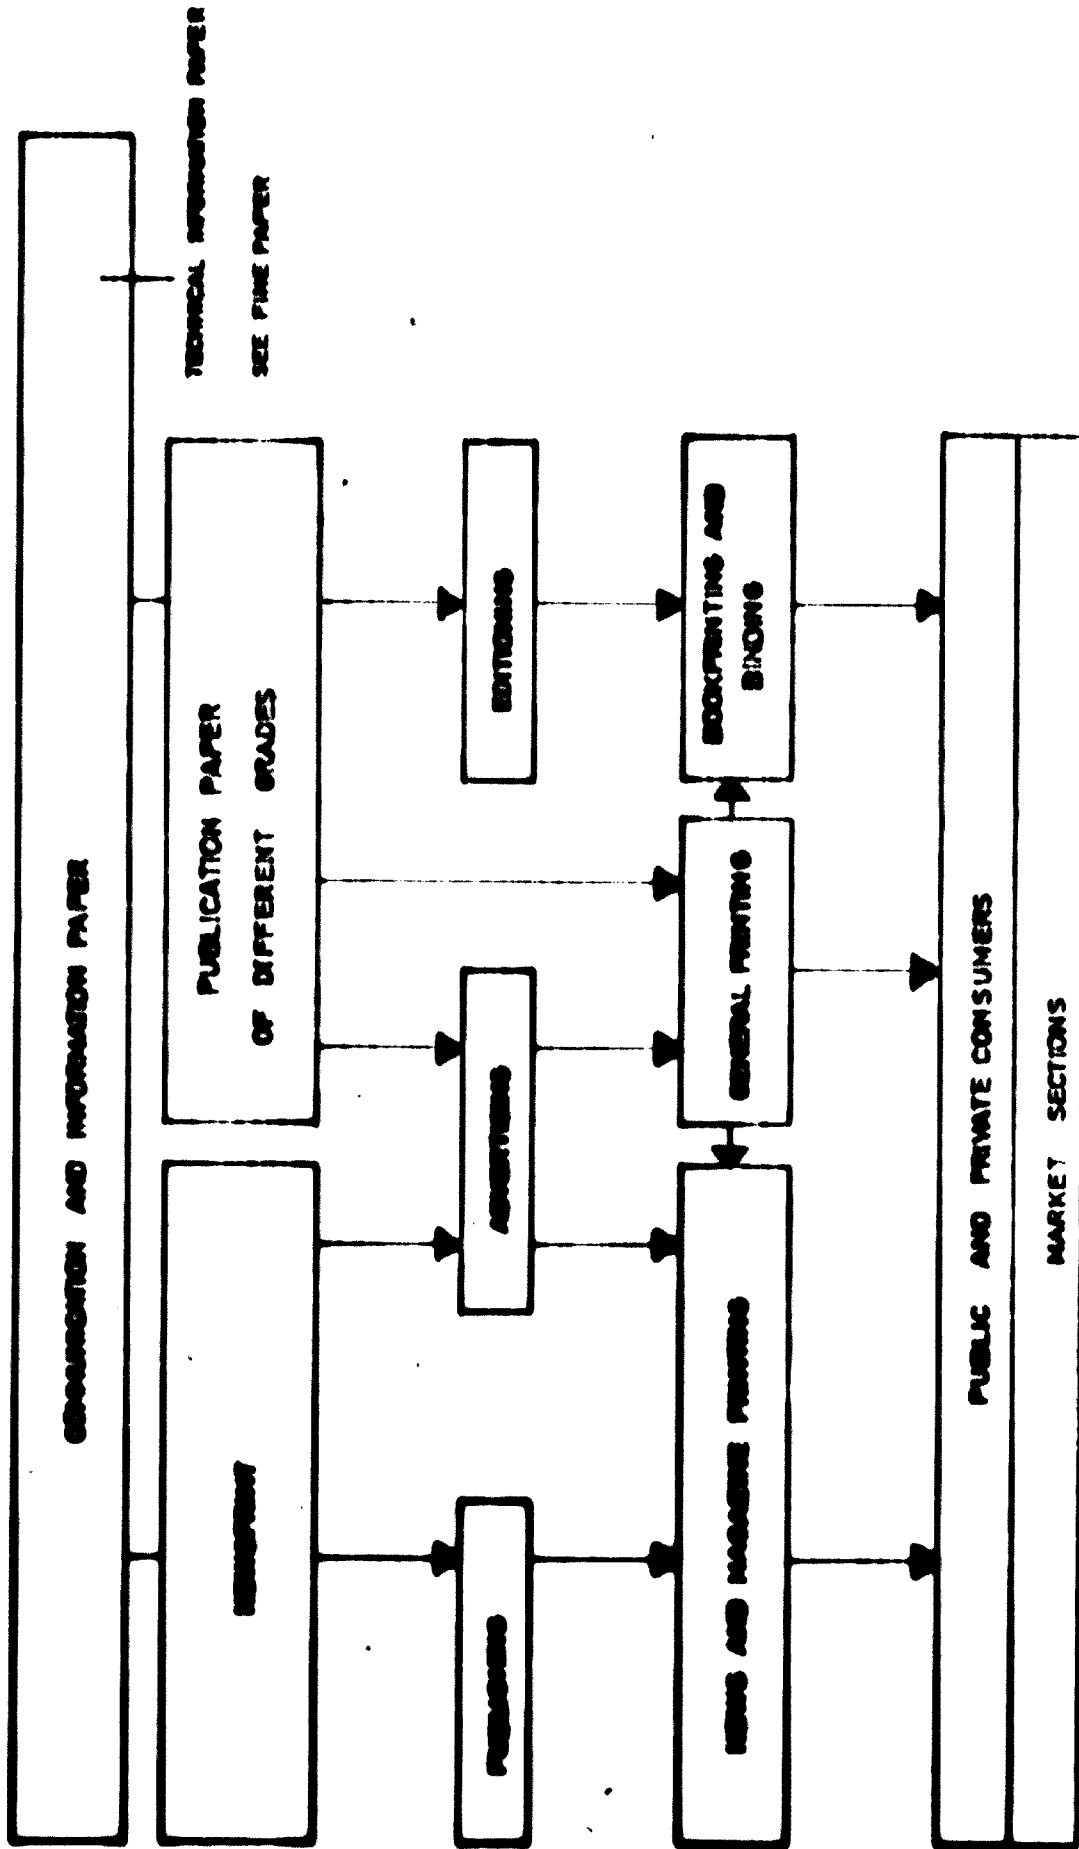 COMMUNICATION AND INFORMATION PAPER
TECHNICAL INFORMATION PAPER
SEE FINE PAPER
NEWSPRINT
PUBLICATION PAPER
OF DIFFERENT GRADES
PUBLISHING
ADVERTISING
EDITIONING
NEWS AND MAGAZINE PRINTING
GENERAL PRINTING
BOOKPRINTING AND
BINDING
PUBLIC AND PRIVATE CONSUMERS
MARKET SECTIONS